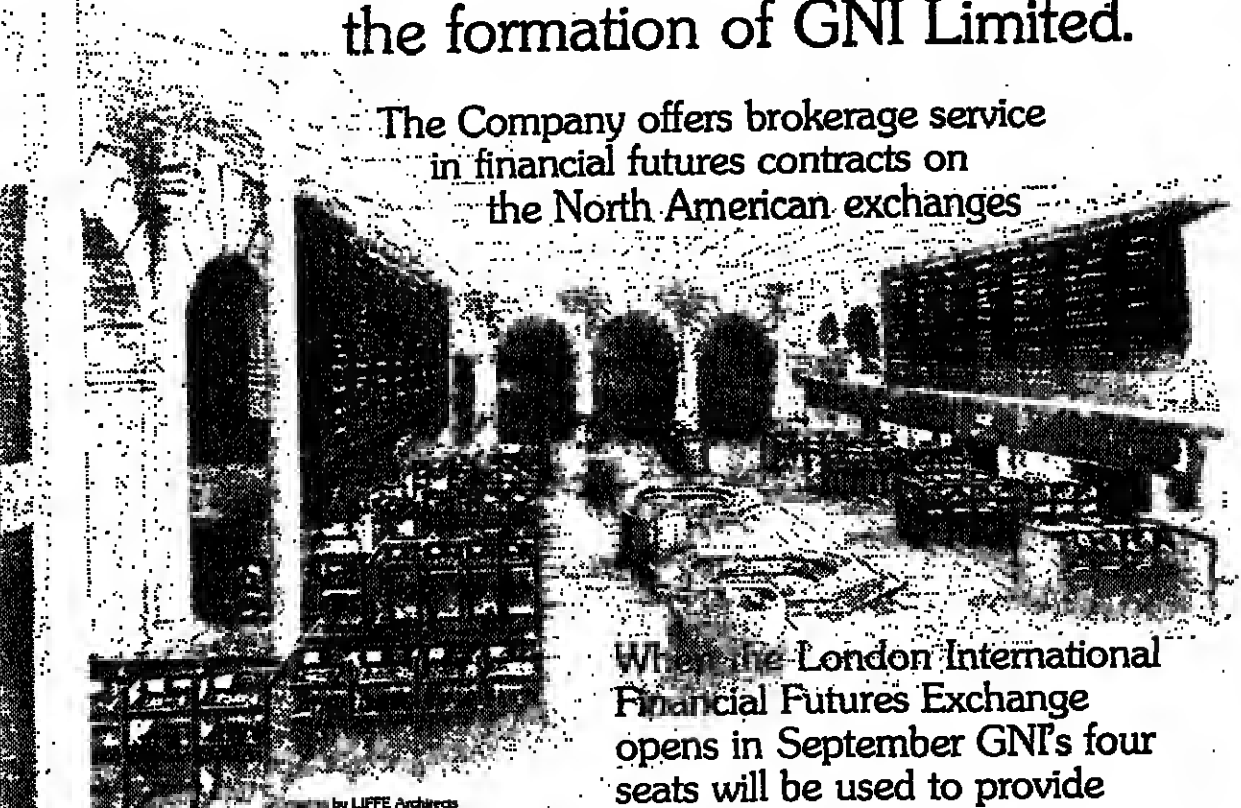 the formation of GNI Limited.
The Company offers brokerage service
in financial futures contracts on
the North American exchanges
When the London International
Financial Futures Exchange
opens in September GNI's four
seats will be used to provide
by LIFFE Architects